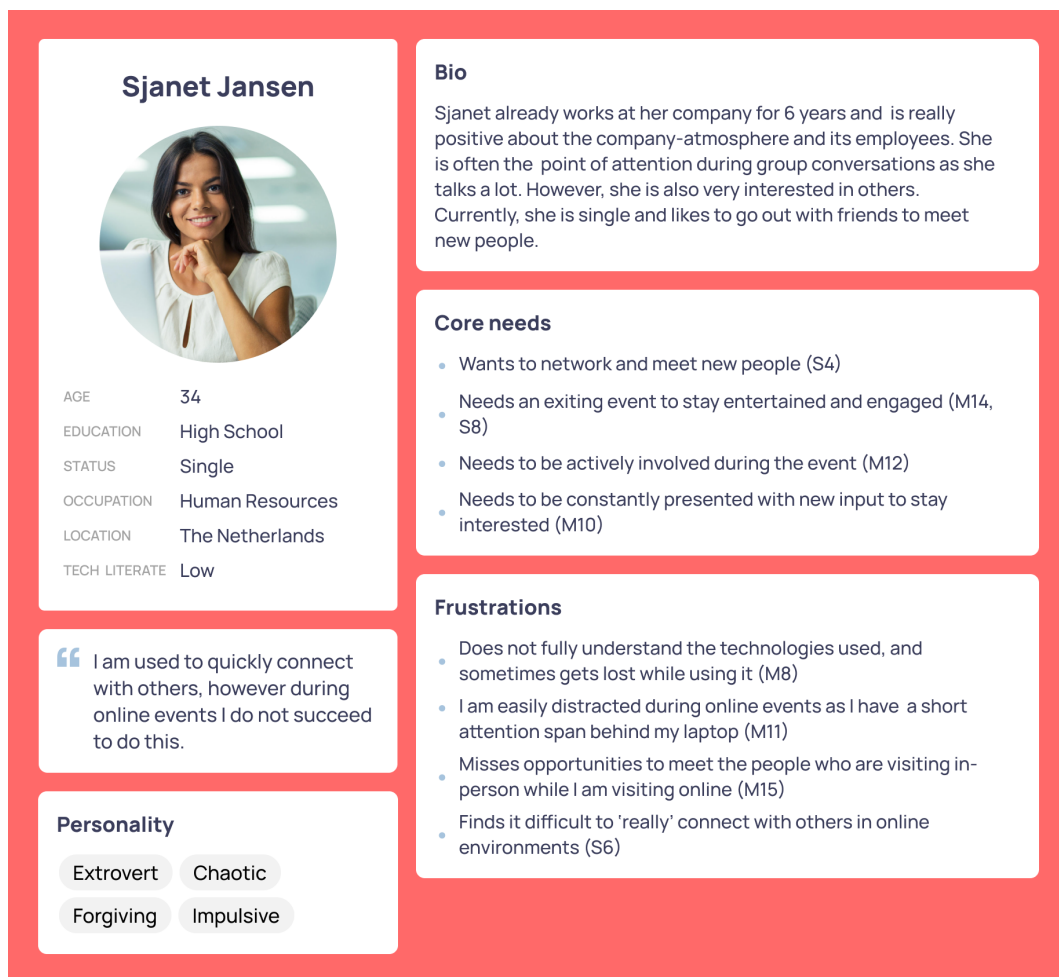 Sjanet Jansen
AGE 34
EDUCATION High School
STATUS Single
OCCUPATION Human Resources
LOCATION The Netherlands
TECH LITERATE Low
“ I am used to quickly connect
with others, however during
online events I do not succeed
to do this.
Personality
Extrovert Chaotic
Forgiving Impulsive
Bio
Sjanet already works at her company for 6 years and is really
positive about the company-atmosphere and its employees. She
is often the point of attention during group conversations as she
talks a lot. However, she is also very interested in others.
Currently, she is single and likes to go out with friends to meet
new people.
Core needs
• Wants to network and meet new people (S4)
• Needs an exiting event to stay entertained and engaged (M14,
S8)
• Needs to be actively involved during the event (M12)
• Needs to be constantly presented with new input to stay
interested (M10)
Frustrations
• Does not fully understand the technologies used, and
sometimes gets lost while using it (M8)
• I am easily distracted during online events as I have a short
attention span behind my laptop (M11)
• Misses opportunities to meet the people who are visiting in-
person while I am visiting online (M15)
• Finds it difficult to ‘really’ connect with others in online
environments (S6)